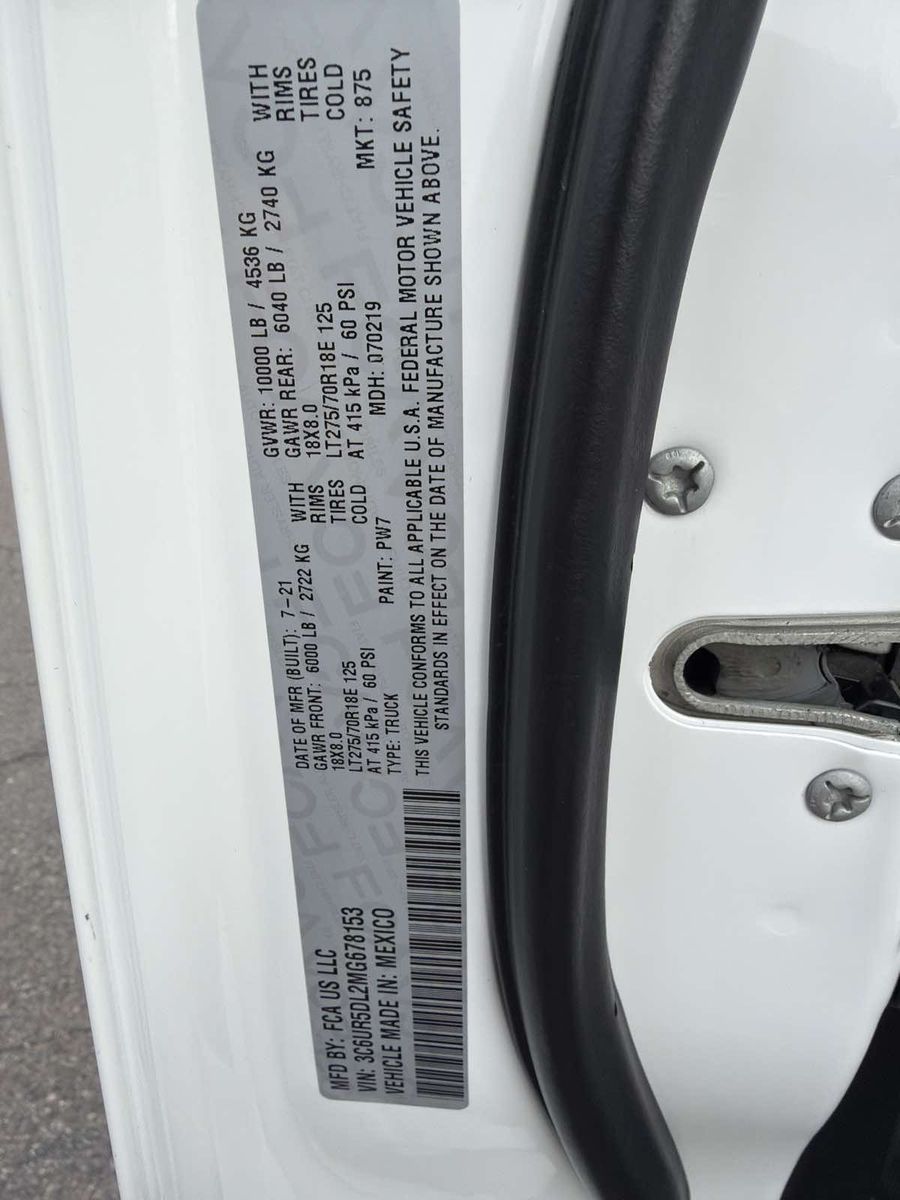 MFD BY: FCA US LLC
VIN: 3C6UR5DL2MG678153
VEHICLE MADE IN: MEXICO
DATE OF MFR (BUILT): 7-21 GVWR: 10000 LB / 4536 KG
GAWR FRONT: 6000 LB / 2722 KG WITH GAWR REAR: 6040 LB / 2740 KG WITH
18X8.0 RIMS 18X8.0 RIMS
LT275/70R18E 125 TIRES LT275/70R18E 125 TIRES
AT 415 kPa / 60 PSI COLD AT 415 kPa / 60 PSI COLD
TYPE: TRUCK PAINT: PW7 MDH: 070219 MKT: 875
THIS VEHICLE CONFORMS TO ALL APPLICABLE U.S.A. FEDERAL MOTOR VEHICLE SAFETY
STANDARDS IN EFFECT ON THE DATE OF MANUFACTURE SHOWN ABOVE.